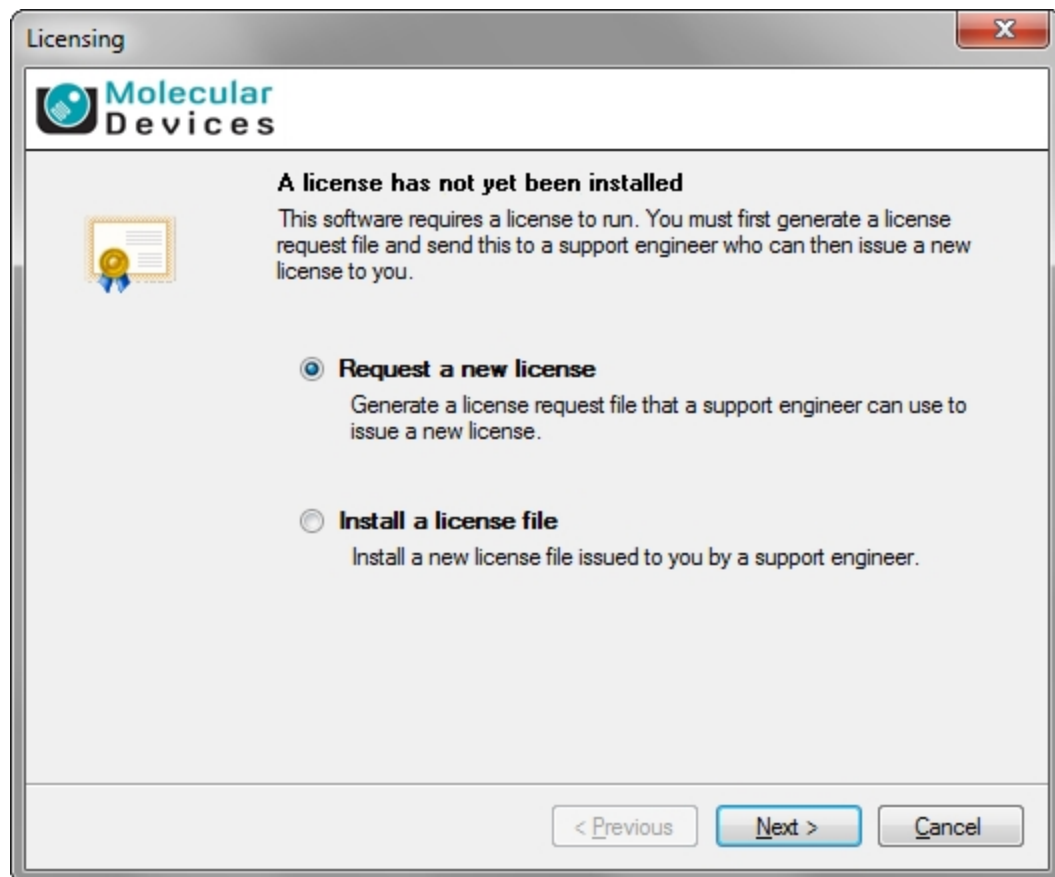 Licensing
Molecular
Devices
A license has not yet been installed
This software requires a license to run. You must first generate a license
request file and send this to a support engineer who can then issue a new
license to you.
Request a new license
Generate a license request file that a support engineer can use to
issue a new license.
Install a license file
Install a new license file issued to you by a support engineer.
< Previous
Next >
Cancel